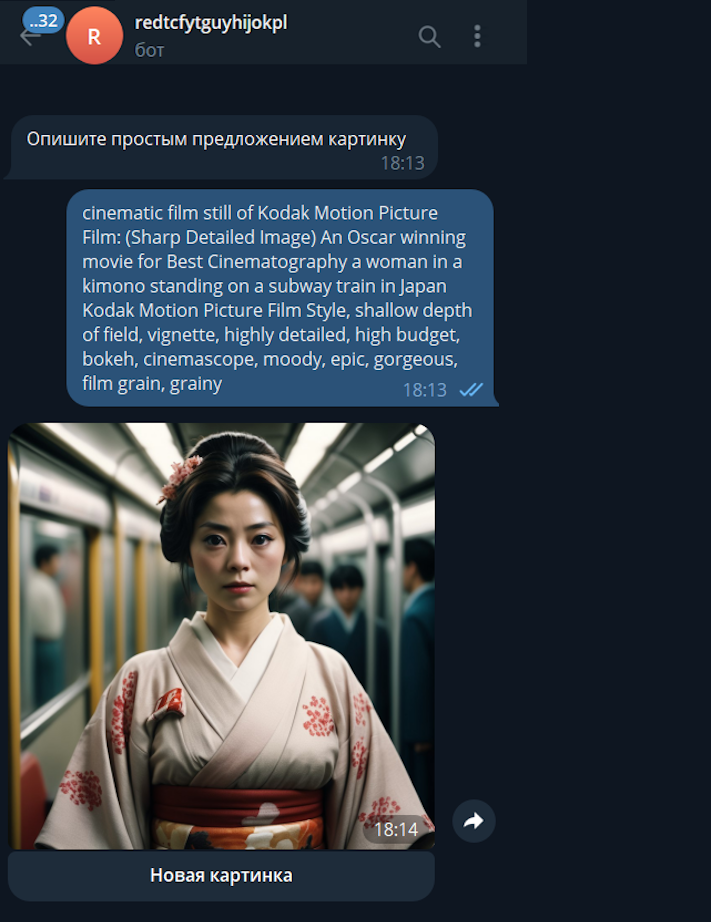 ..32
R
redtcfytguyhijokpl
бот
Опишите простым предложением картинку
18:13
cinematic film still of Kodak Motion Picture
Film: (Sharp Detailed Image) An Oscar winning
movie for Best Cinematography a woman in a
kimono standing on a subway train in Japan
Kodak Motion Picture Film Style, shallow depth
of field, vignette, highly detailed, high budget,
bokeh, cinemascope, moody, epic, gorgeous,
film grain, grainy
18:13
18:14
Новая картинка